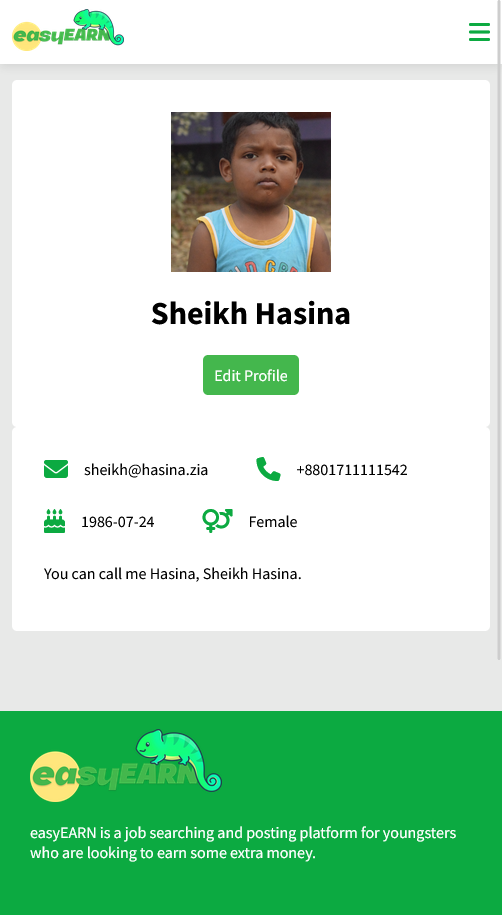 easyEARN
Sheikh Hasina
Edit Profile
sheikh@hasina.zia
+8801711111542
1986-07-24
Female
You can call me Hasina, Sheikh Hasina.
easyEARN
easyEARN is a job searching and posting platform for youngsters
who are looking to earn some extra money.